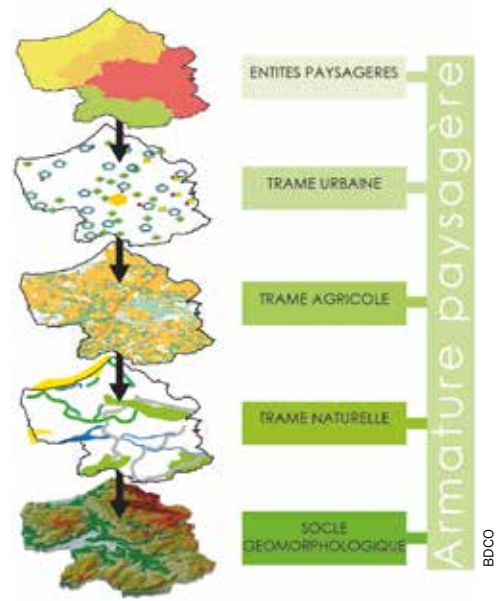 ENTITES PAYSAGERES
TRAME URBAINE
TRAME AGRICOLE
TRAME NATURELLE
SOCLE
GEOMORPHOLOGIQUE
Armature paysagère
BDCO